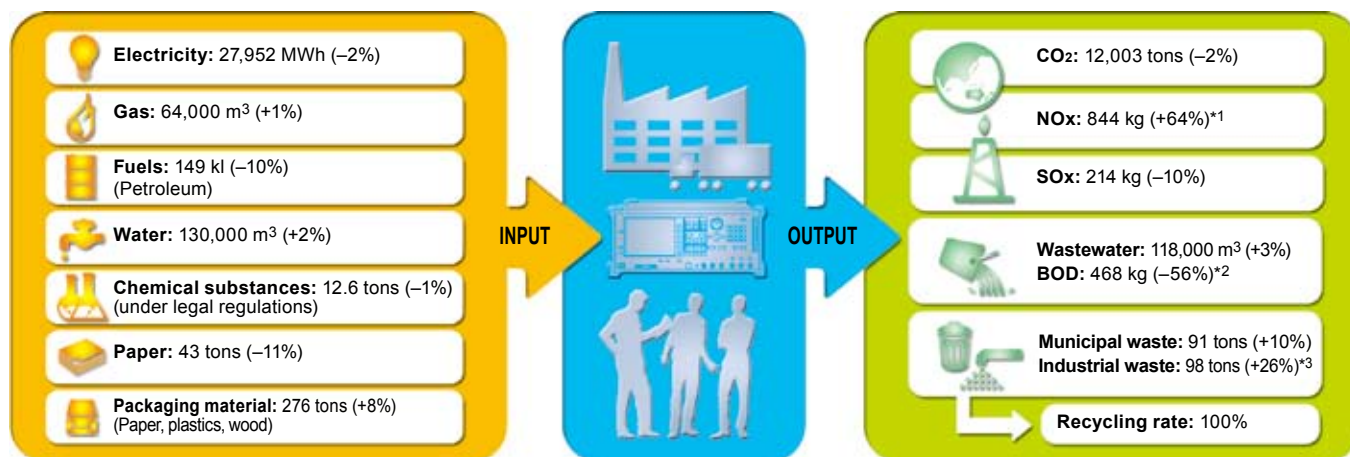 Electricity: 27,952 MWh (–2%)
Gas: 64,000 m³ (+1%)
Fuels: 149 kl (–10%)
(Petroleum)
Water: 130,000 m³ (+2%)
Chemical substances: 12.6 tons (–1%)
(under legal regulations)
Paper: 43 tons (–11%)
Packaging material: 276 tons (+8%)
(Paper, plastics, wood)
INPUT
OUTPUT
CO₂: 12,003 tons (–2%)
NOx: 844 kg (+64%)*1
SOx: 214 kg (–10%)
Wastewater: 118,000 m³ (+3%)
BOD: 468 kg (–56%)*2
Municipal waste: 91 tons (+10%)
Industrial waste: 98 tons (+26%)*3
Recycling rate: 100%